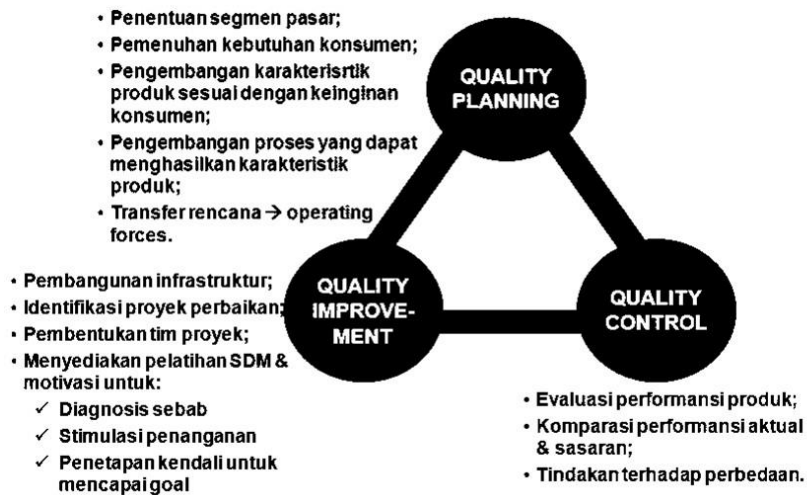 • Penentuan segmen pasar;
• Pemenuhan kebutuhan konsumen;
• Pengembangan karakterisrtik
produk sesuai dengan keinginan
konsumen;
• Pengembangan proses yang dapat
menghasilkan karakteristik
produk;
• Transfer rencana → operating
forces.
QUALITY
PLANNING
• Pembangunan infrastruktur;
• Identifikasi proyek perbaikan;
• Pembentukan tim proyek;
• Menyediakan pelatihan SDM &
motivasi untuk:
✓ Diagnosis sebab
✓ Stimulasi penanganan
✓ Penetapan kendali untuk
mencapai goal
QUALITY
IMPROVE-
MENT
QUALITY
CONTROL
• Evaluasi performansi produk;
• Komparasi performansi aktual
& sasaran;
• Tindakan terhadap perbedaan.